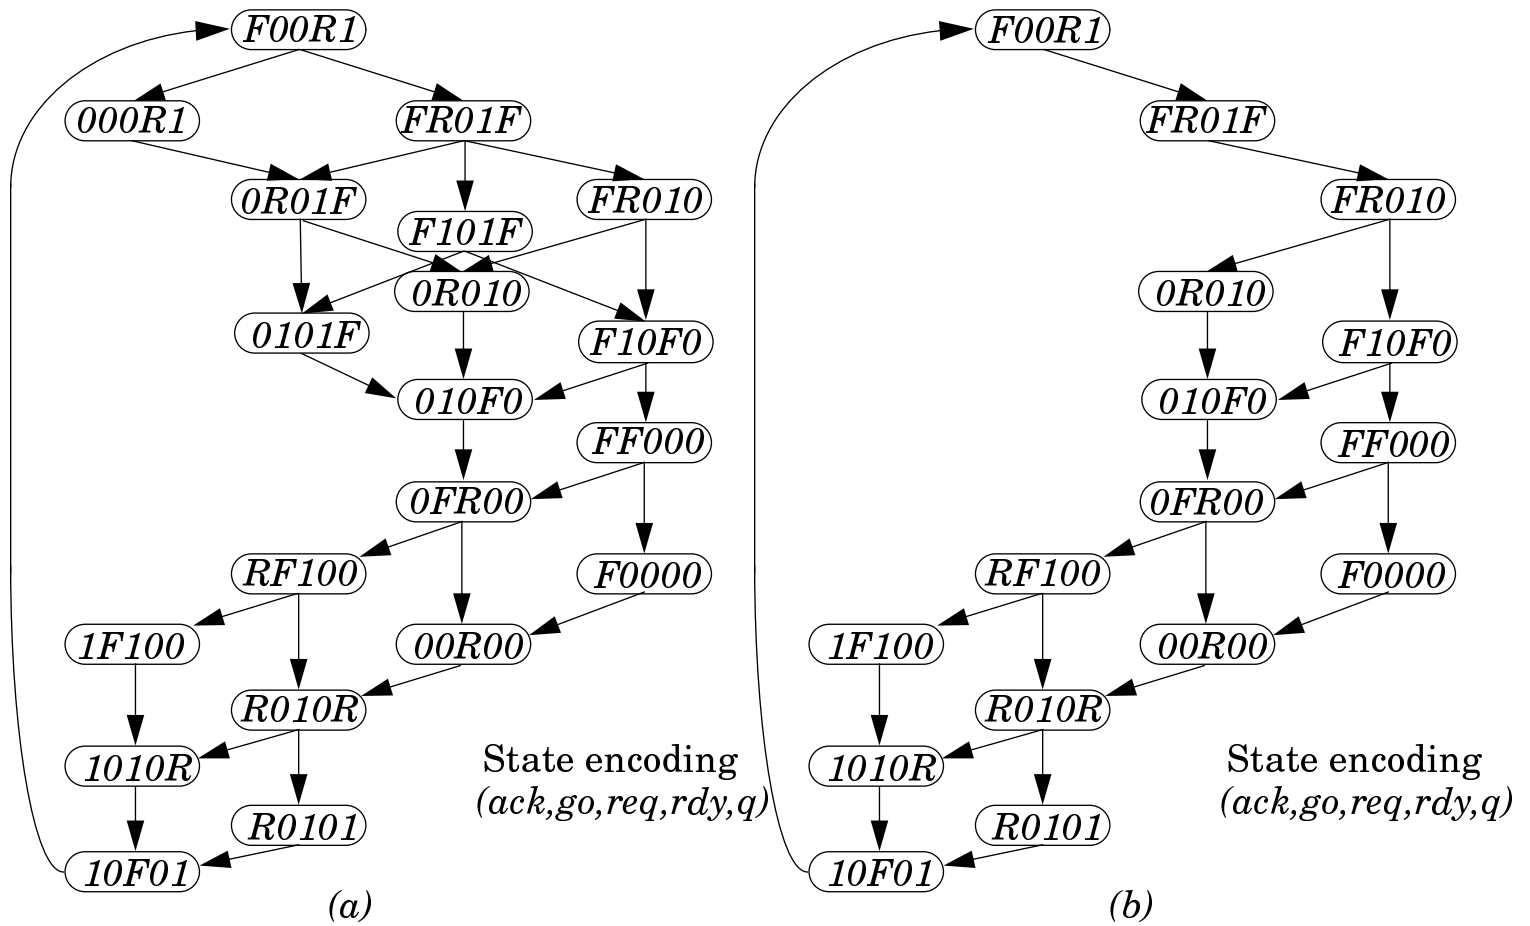 F00R1
000R1
FR01F
0R01F
FR010
F101F
0R010
0101F
F10F0
010F0
FF000
0FR00
RF100
F0000
1F100
00R00
R010R
1010R
R0101
10F01
State encoding
(ack,go,req,rdy,q)
(a)
F00R1
FR01F
FR010
0R010
F10F0
010F0
FF000
0FR00
RF100
F0000
1F100
00R00
R010R
1010R
R0101
10F01
State encoding
(ack,go,req,rdy,q)
(b)